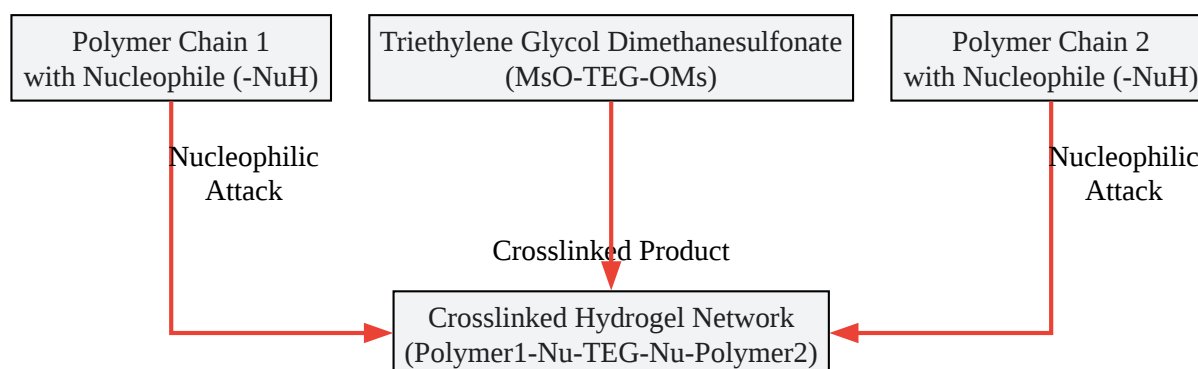 Polymer Chain 1
with Nucleophile (-NuH)
Triethylene Glycol Dimethanesulfonate
(MsO-TEG-OMs)
Polymer Chain 2
with Nucleophile (-NuH)
Nucleophilic
Attack
Nucleophilic
Attack
Crosslinked Product
Crosslinked Hydrogel Network
(Polymer1-Nu-TEG-Nu-Polymer2)